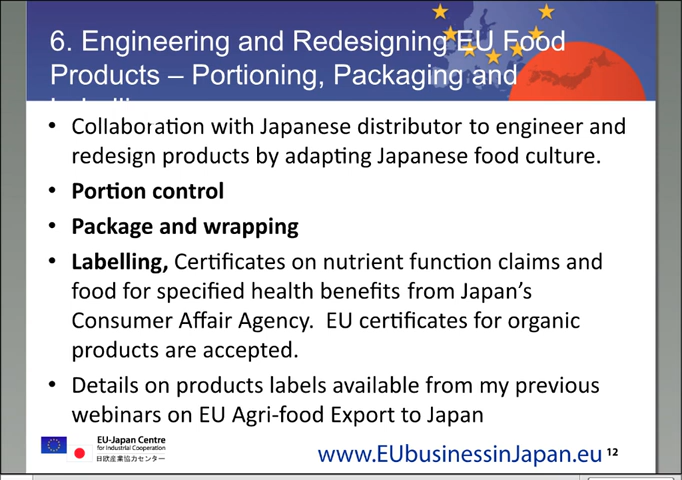 6. Engineering and Redesigning EU Food
Products – Portioning, Packaging and
• Collaboration with Japanese distributor to engineer and
redesign products by adapting Japanese food culture.
• Portion control
• Package and wrapping
• Labelling, Certificates on nutrient function claims and
food for specified health benefits from Japan's
Consumer Affair Agency.  EU certificates for organic
products are accepted.
• Details on products labels available from my previous
webinars on EU Agri-food Export to Japan
EU-Japan Centre
for Industrial Cooperation
日欧産業協力センター
www.EUbusinessinJapan.eu 12